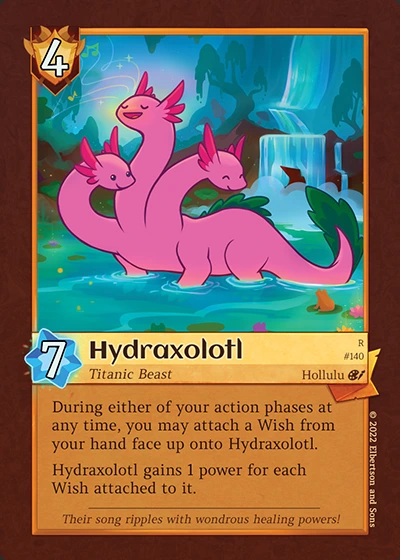 4
7
Hydraxolotl
R
#140
Titanic Beast
Hollulu
During either of your action phases at
any time, you may attach a Wish from
your hand face up onto Hydraxolotl.
Hydraxolotl gains 1 power for each
Wish attached to it.
Their song ripples with wondrous healing powers!
© 2022 Elbertson and Sons